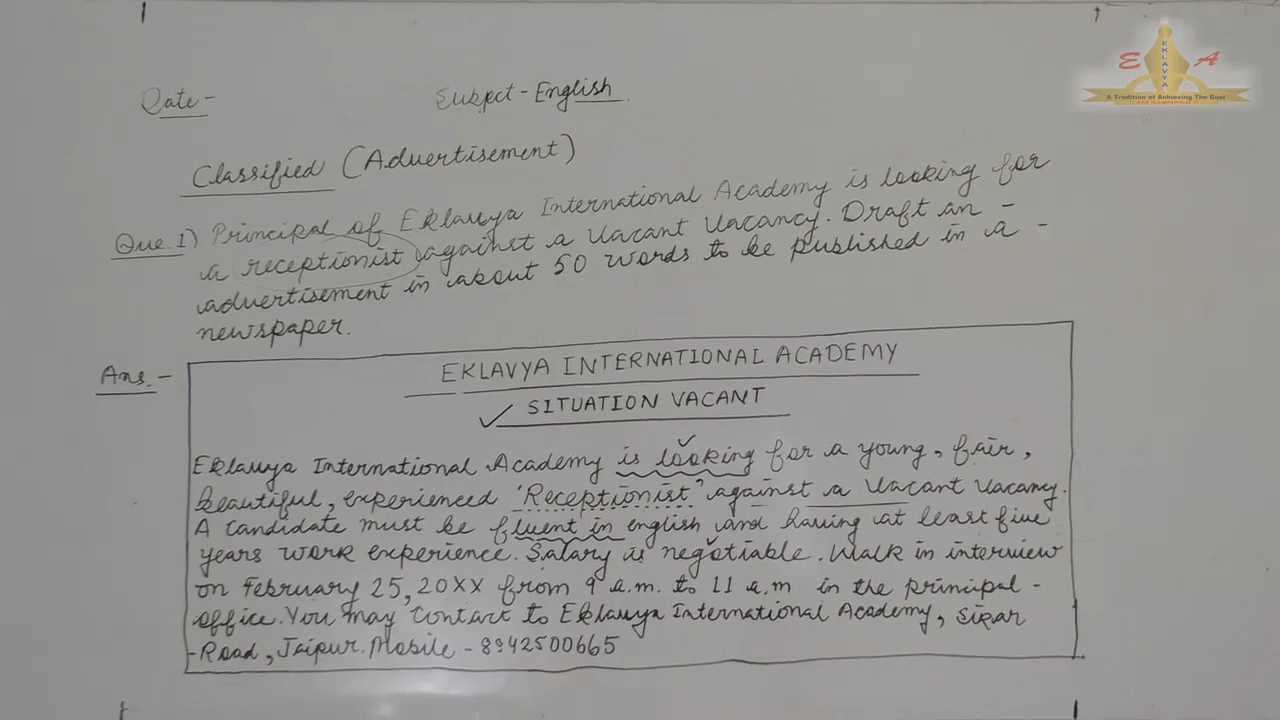 E EKLAVYA A
A Tradition of Achieving The Goal
Date- Subject - English
Classified (Advertisement)
Que. 1) Principal of Eklavya International Academy is looking for
a receptionist against a Vacant Vacancy. Draft an -
advertisement in about 50 words to be published in a -
newspaper.
Ans.- EKLAVYA INTERNATIONAL ACADEMY
✓ SITUATION VACANT
Eklavya International Academy is looking for a young, fair,
beautiful, experienced "Receptionist" against a Vacant Vacancy.
A candidate must be fluent in english and having at least five
years work experience. Salary is negotiable. Walk in interview
on February 25, 20XX from 9 a.m. to 11 a.m in the principal -
office. You may contact to Eklavya International Academy, Sirar
-Road, Jaipur. Mobile - 8942500665